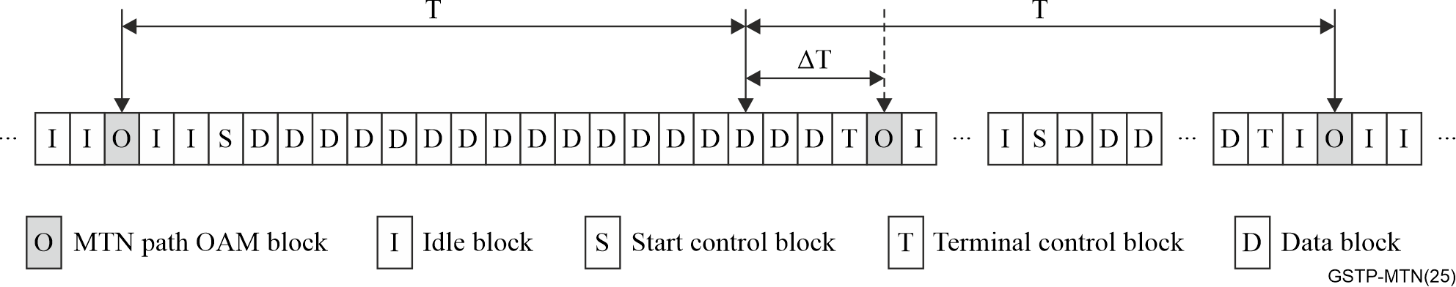 T T
ΔT
... I I O I I S D D D D D D D D D D D D D D D D D T O I ... I S D D D ... D T I O I I ...
O MTN path OAM block I Idle block S Start control block T Terminal control block D Data block
GSTP-MTN(25)